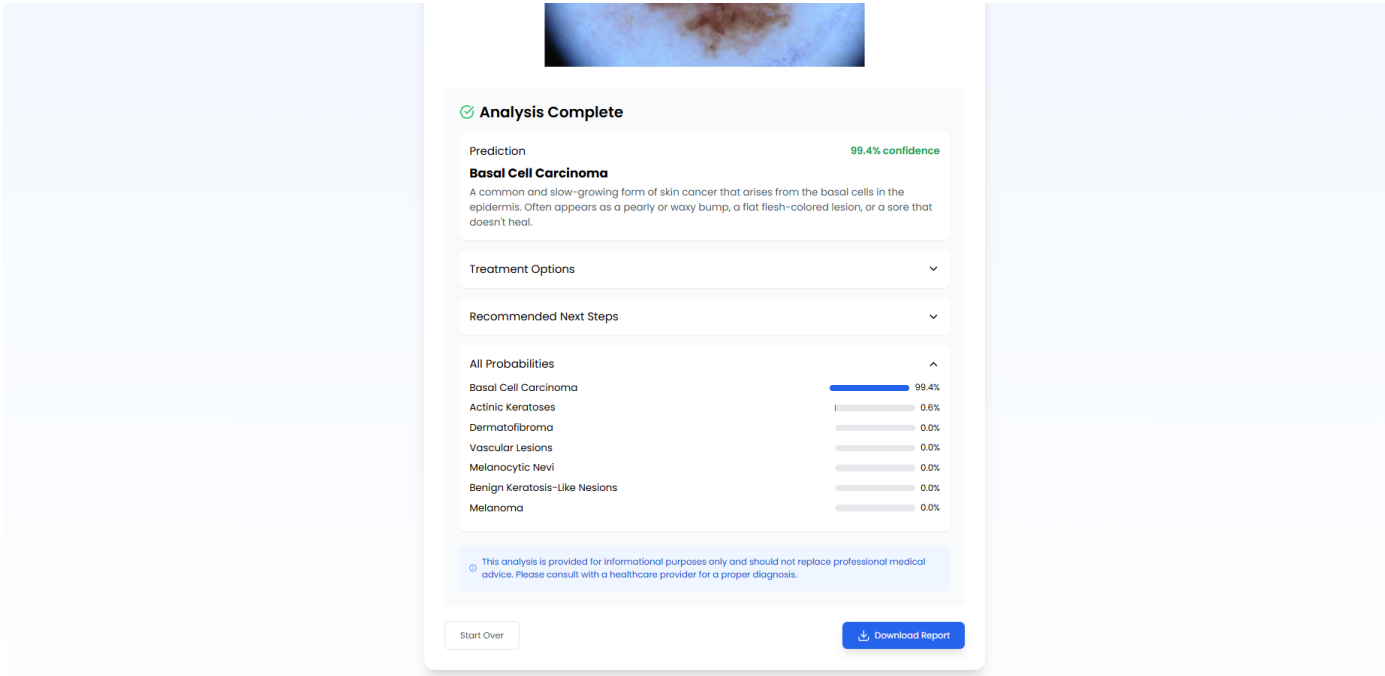 Analysis Complete
Prediction
99.4% confidence
Basal Cell Carcinoma
A common and slow-growing form of skin cancer that arises from the basal cells in the
epidermis. Often appears as a pearly or waxy bump, a flat flesh-colored lesion, or a sore that
doesn't heal.
Treatment Options
Recommended Next Steps
All Probabilities
Basal Cell Carcinoma 99.4%
Actinic Keratoses 0.6%
Dermatofibroma 0.0%
Vascular Lesions 0.0%
Melanocytic Nevi 0.0%
Benign Keratosis-Like Nesions 0.0%
Melanoma 0.0%
This analysis is provided for informational purposes only and should not replace professional medical
advice. Please consult with a healthcare provider for a proper diagnosis.
Start Over
Download Report